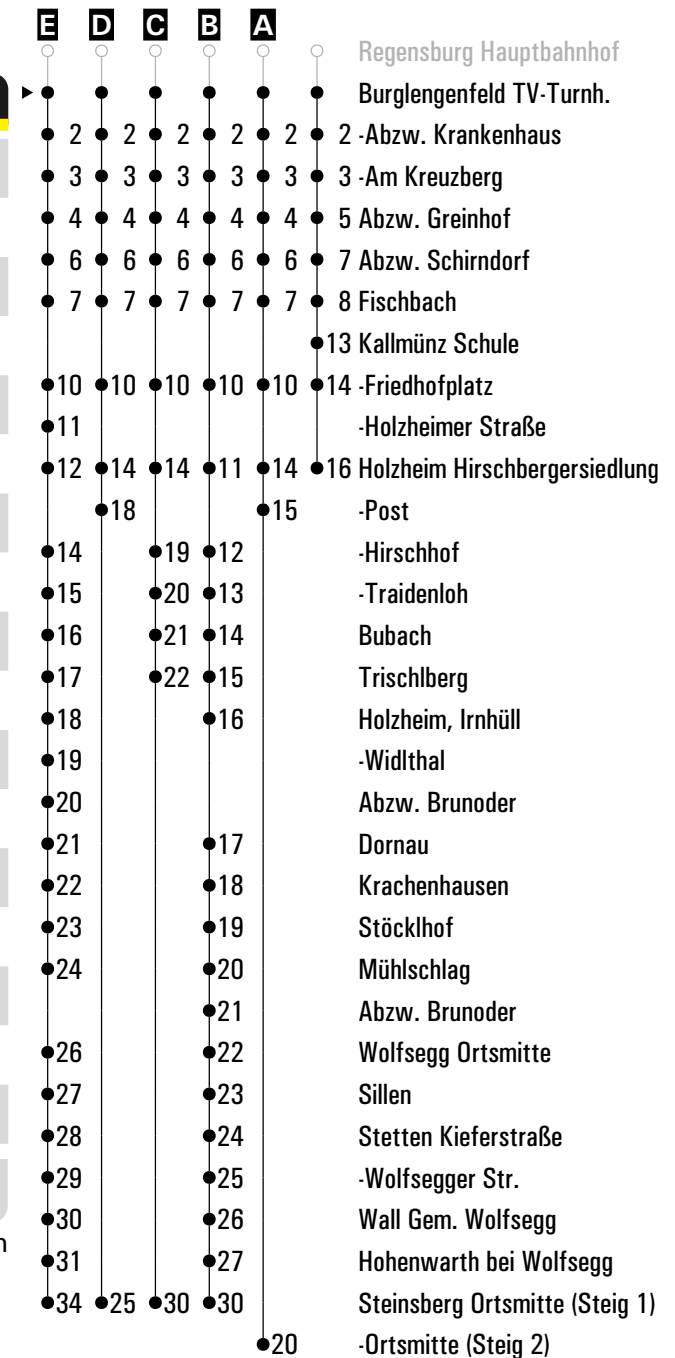 E D C B A
Regensburg Hauptbahnhof
Burglengenfeld TV-Turnh.
2 2 2 2 2 2 -Abzw. Krankenhaus
3 3 3 3 3 3 -Am Kreuzberg
4 4 4 4 4 5 Abzw. Greinhof
6 6 6 6 6 7 Abzw. Schirndorf
7 7 7 7 7 8 Fischbach
13 Kallmünz Schule
10 10 10 10 10 14 -Friedhofplatz
11 -Holzheimer Straße
12 14 14 11 14 16 Holzheim Hirschbergersiedlung
18 15 -Post
14 19 12 -Hirschhof
15 20 13 -Traidenloh
16 21 14 Bubach
17 22 15 Trischlberg
18 16 Holzheim, Irnhüll
19 -Widlthal
20 Abzw. Brunoder
21 17 Dornau
22 18 Krachenhausen
23 19 Stöcklhof
24 20 Mühlschlag
21 Abzw. Brunoder
26 22 Wolfsegg Ortsmitte
27 23 Sillen
28 24 Stetten Kieferstraße
29 25 -Wolfsegger Str.
30 26 Wall Gem. Wolfsegg
31 27 Hohenwarth bei Wolfsegg
34 25 30 30 Steinsberg Ortsmitte (Steig 1)
20 -Ortsmitte (Steig 2)